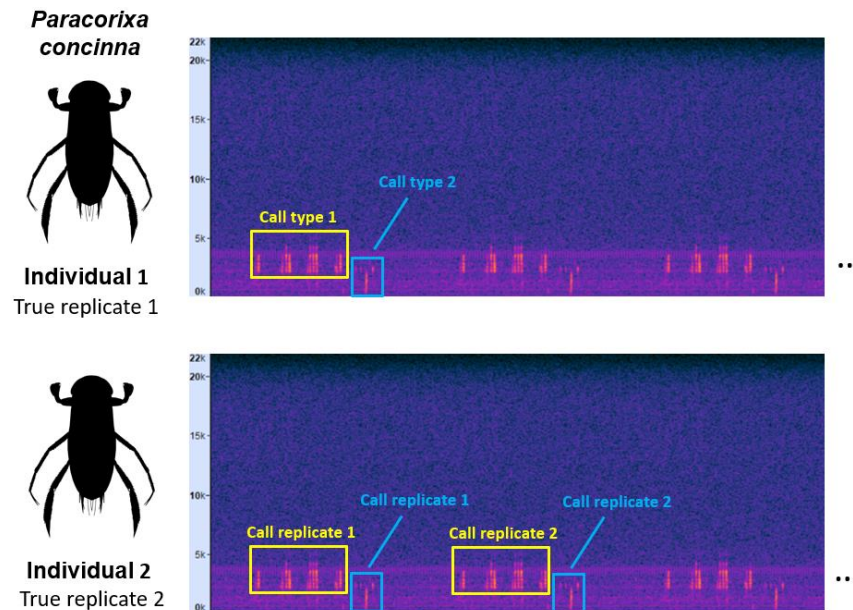 Paracorixa
concinna
22k
20k
15k
10k
5k
0k
Call type 2
Call type 1
Individual 1
True replicate 1
..
22k
20k
15k
10k
5k
0k
Call replicate 1
Call replicate 2
Call replicate 1
Call replicate 2
Individual 2
True replicate 2
..